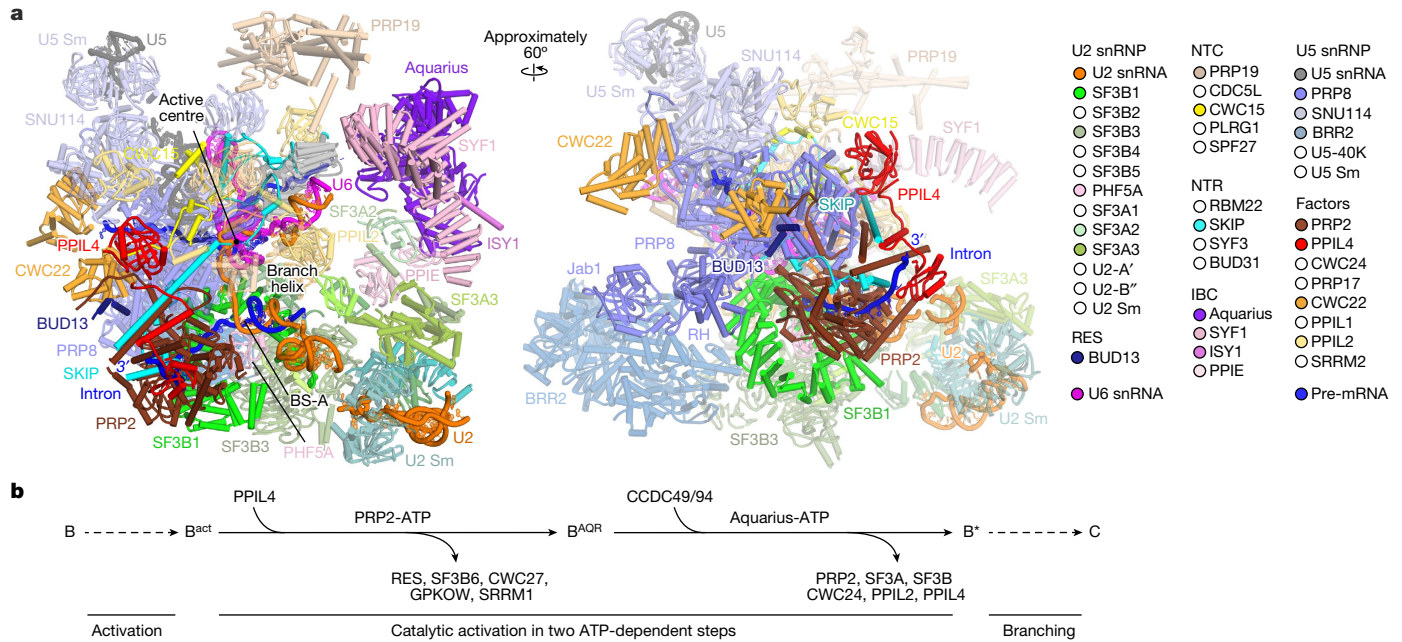 a
U5 Sm
U5
PRP19
Active
centre
Aquarius
SNU114
CWC15
SYF1
U6
SF3A2
PPIL4
PPIL2
ISY1
CWC22
PPIE
Branch
helix
SF3A3
BUD13
PRP8
3′
SKIP
Intron
BS-A
PRP2
SF3B1
SF3B3
PHF5A
U2
U2 Sm
Approximately
60º
U5
PRP19
SNU114
U5 Sm
CWC15
SYF1
CWC22
PPIL4
SKIP
3′
PRP8
Intron
BUD13
Jab1
SF3A3
RH
PRP2
U2
BRR2
SF3B1
U2 Sm
SF3B3
U2 snRNP
U2 snRNA
SF3B1
SF3B2
SF3B3
SF3B4
SF3B5
PHF5A
SF3A1
SF3A2
SF3A3
U2-A′
U2-B″
U2 Sm
RES
BUD13
U6 snRNA
NTC
PRP19
CDC5L
CWC15
PLRG1
SPF27
NTR
RBM22
SKIP
SYF3
BUD31
IBC
Aquarius
SYF1
ISY1
PPIE
U5 snRNP
U5 snRNA
PRP8
SNU114
BRR2
U5-40K
U5 Sm
Factors
PRP2
PPIL4
CWC24
PRP17
CWC22
PPIL1
PPIL2
SRRM2
Pre-mRNA
b
PPIL4
CCDC49/94
PRP2-ATP
Aquarius-ATP
B
Bact
BAQR
B*
C
RES, SF3B6, CWC27,
GPKOW, SRRM1
PRP2, SF3A, SF3B
CWC24, PPIL2, PPIL4
Activation
Catalytic activation in two ATP-dependent steps
Branching